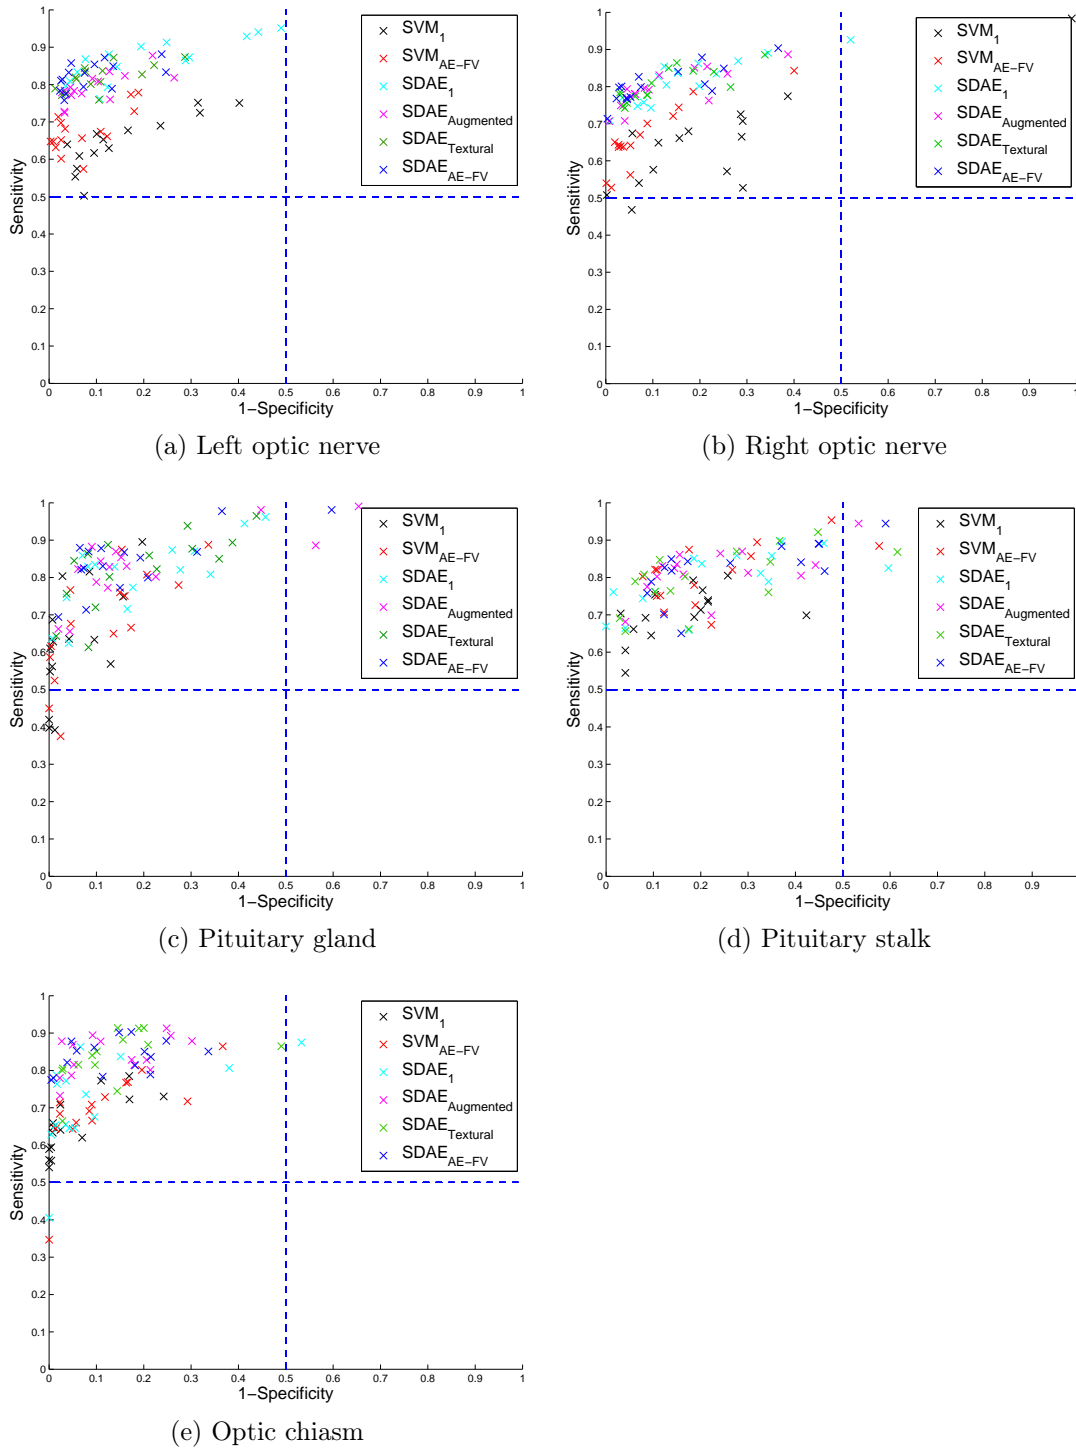 1
0.9
0.8
0.7
0.6
0.5
0.4
0.3
0.2
0.1
0
Sensitivity
0 0.1 0.2 0.3 0.4 0.5 0.6 0.7 0.8 0.9 1
1−Specificity
SVM1
SVMAE−FV
SDAE1
SDAEAugmented
SDAETextural
SDAEAE−FV
(a) Left optic nerve
1
0.9
0.8
0.7
0.6
0.5
0.4
0.3
0.2
0.1
0
Sensitivity
0 0.1 0.2 0.3 0.4 0.5 0.6 0.7 0.8 0.9 1
1−Specificity
SVM1
SVMAE−FV
SDAE1
SDAEAugmented
SDAETextural
SDAEAE−FV
(b) Right optic nerve
1
0.9
0.8
0.7
0.6
0.5
0.4
0.3
0.2
0.1
0
Sensitivity
0 0.1 0.2 0.3 0.4 0.5 0.6 0.7 0.8 0.9 1
1−Specificity
SVM1
SVMAE−FV
SDAE1
SDAEAugmented
SDAETextural
SDAEAE−FV
(c) Pituitary gland
1
0.9
0.8
0.7
0.6
0.5
0.4
0.3
0.2
0.1
0
Sensitivity
0 0.1 0.2 0.3 0.4 0.5 0.6 0.7 0.8 0.9
1−Specificity
SVM1
SVMAE−FV
SDAE1
SDAEAugmented
SDAETextural
SDAEAE−FV
(d) Pituitary stalk
1
0.9
0.8
0.7
0.6
0.5
0.4
0.3
0.2
0.1
0
Sensitivity
0 0.1 0.2 0.3 0.4 0.5 0.6 0.7 0.8 0.9 1
1−Specificity
SVM1
SVMAE−FV
SDAE1
SDAEAugmented
SDAETextural
SDAEAE−FV
(e) Optic chiasm